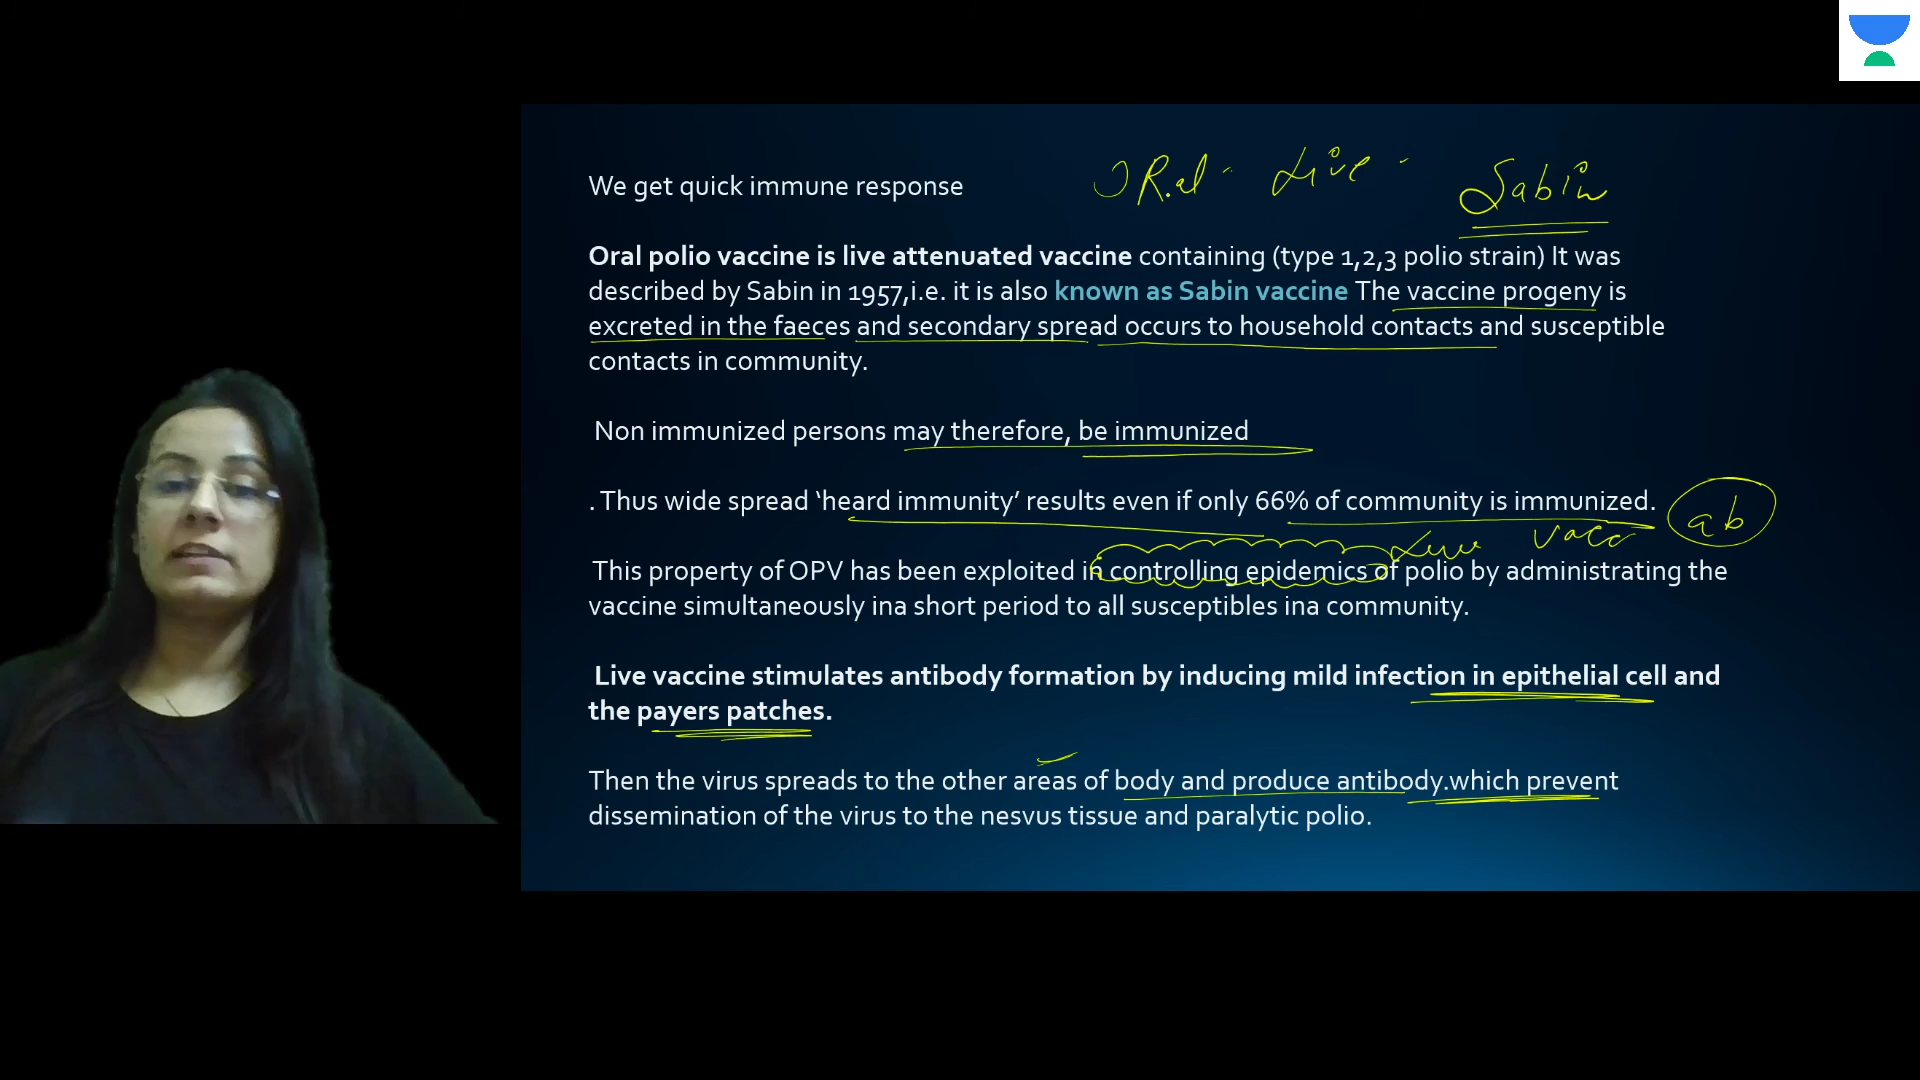 ORal - Live - Sabin
We get quick immune response
Oral polio vaccine is live attenuated vaccine containing (type 1,2,3 polio strain) It was
described by Sabin in 1957,i.e. it is also known as Sabin vaccine The vaccine progeny is
excreted in the faeces and secondary spread occurs to household contacts and susceptible
contacts in community.
Non immunized persons may therefore, be immunized
. Thus wide spread ‘heard immunity’ results even if only 66% of community is immunized.
ab
Live vacc
This property of OPV has been exploited in controlling epidemics of polio by administrating the
vaccine simultaneously ina short period to all susceptibles ina community.
Live vaccine stimulates antibody formation by inducing mild infection in epithelial cell and
the payers patches.
Then the virus spreads to the other areas of body and produce antibody.which prevent
dissemination of the virus to the nesvus tissue and paralytic polio.